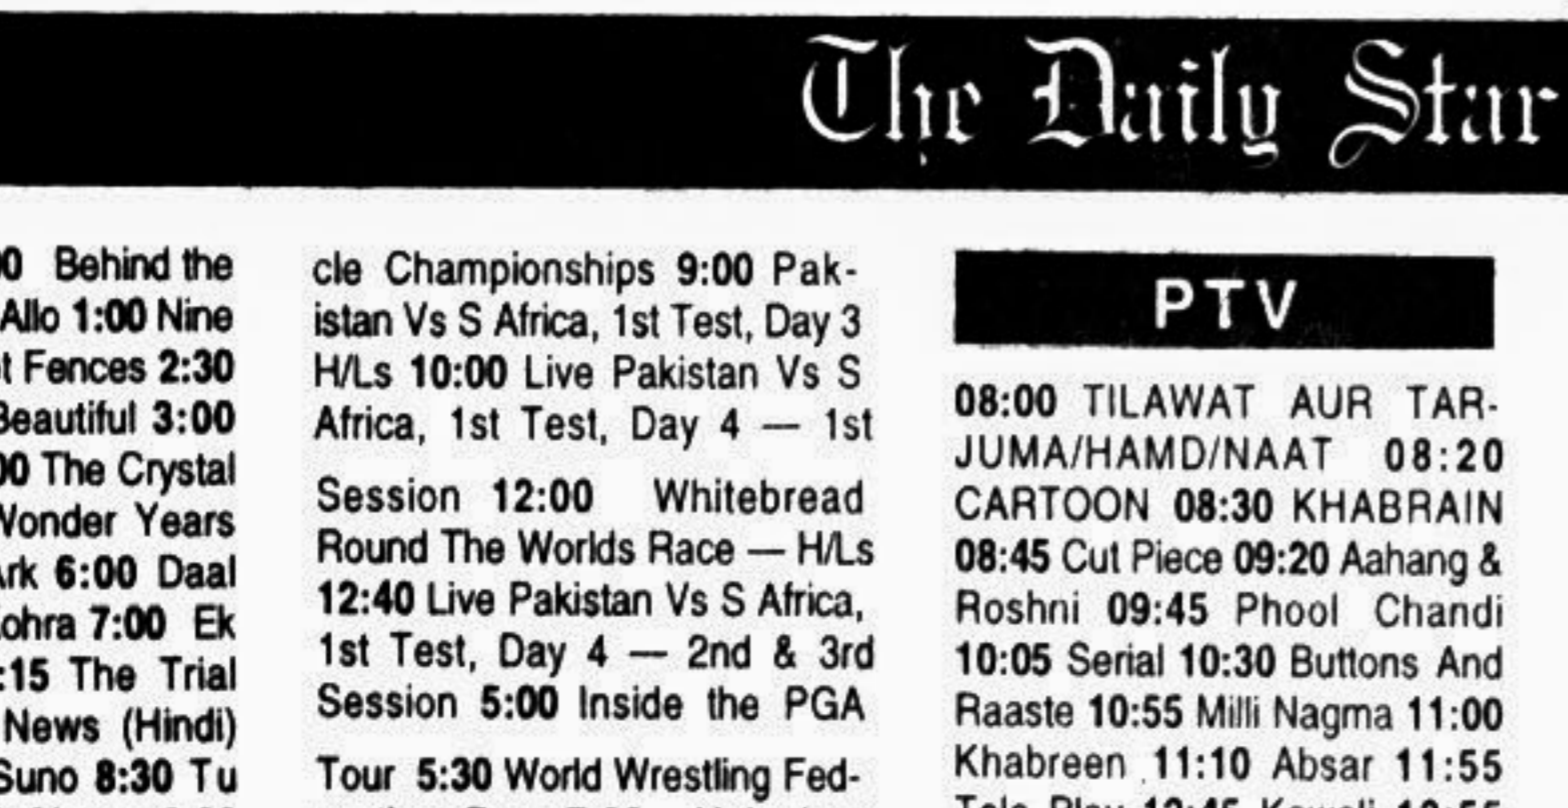 The Daily Star
Behind the
Allo 1:00 Nine
Fences 2:30
Beautiful 3:00
The Crystal
Wonder Years
6:00 Daal
7:00 Ek
:15 The Trial
News (Hindi)
Suno 8:30 Tu
cle Championships 9:00 Pak-
istan Vs S Africa, 1st Test, Day 3
H/Ls 10:00 Live Pakistan Vs S
Africa, 1st Test, Day 4 — 1st
Session 12:00 Whitebread
Round The Worlds Race — H/Ls
12:40 Live Pakistan Vs S Africa,
1st Test, Day 4 — 2nd & 3rd
Session 5:00 Inside the PGA
Tour 5:30 World Wrestling Fed-
PTV
08:00 TILAWAT AUR TAR-
JUMA/HAMD/NAAT 08:20
CARTOON 08:30 KHABRAIN
08:45 Cut Piece 09:20 Aahang &
Roshni 09:45 Phool Chandi
10:05 Serial 10:30 Buttons And
Raaste 10:55 Milli Nagma 11:00
Khabreen 11:10 Absar 11:55